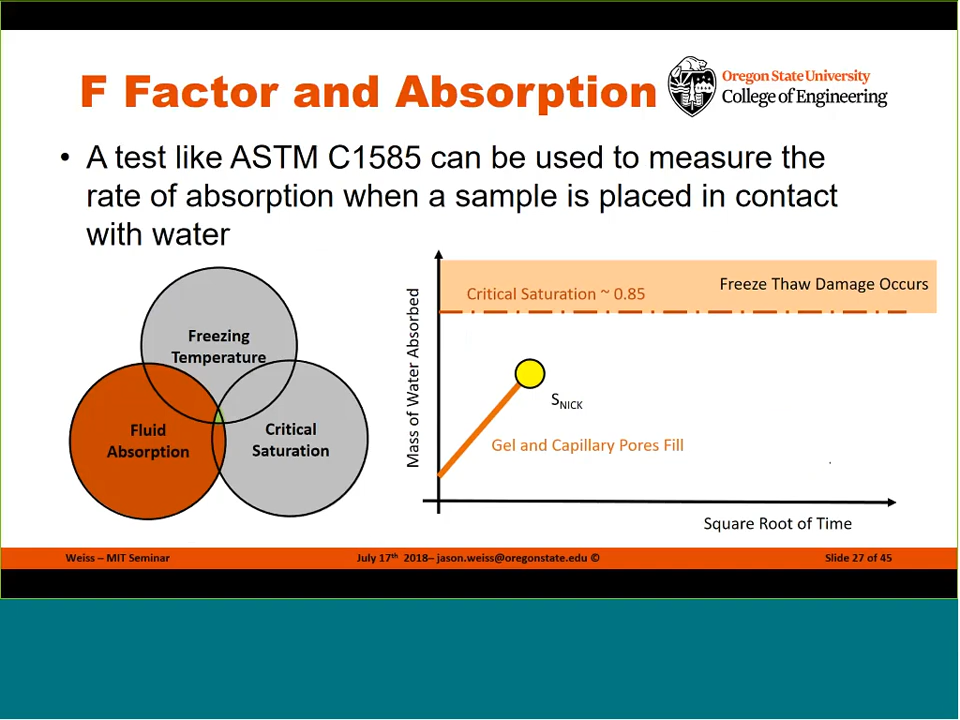 F Factor and Absorption
Oregon State University
College of Engineering
• A test like ASTM C1585 can be used to measure the
rate of absorption when a sample is placed in contact
with water
Freezing
Temperature
Fluid
Absorption
Critical
Saturation
Mass of Water Absorbed
Critical Saturation ~ 0.85
Freeze Thaw Damage Occurs
SNICK
Gel and Capillary Pores Fill
Square Root of Time
Weiss – MIT Seminar
July 17th 2018– jason.weiss@oregonstate.edu ©
Slide 27 of 45